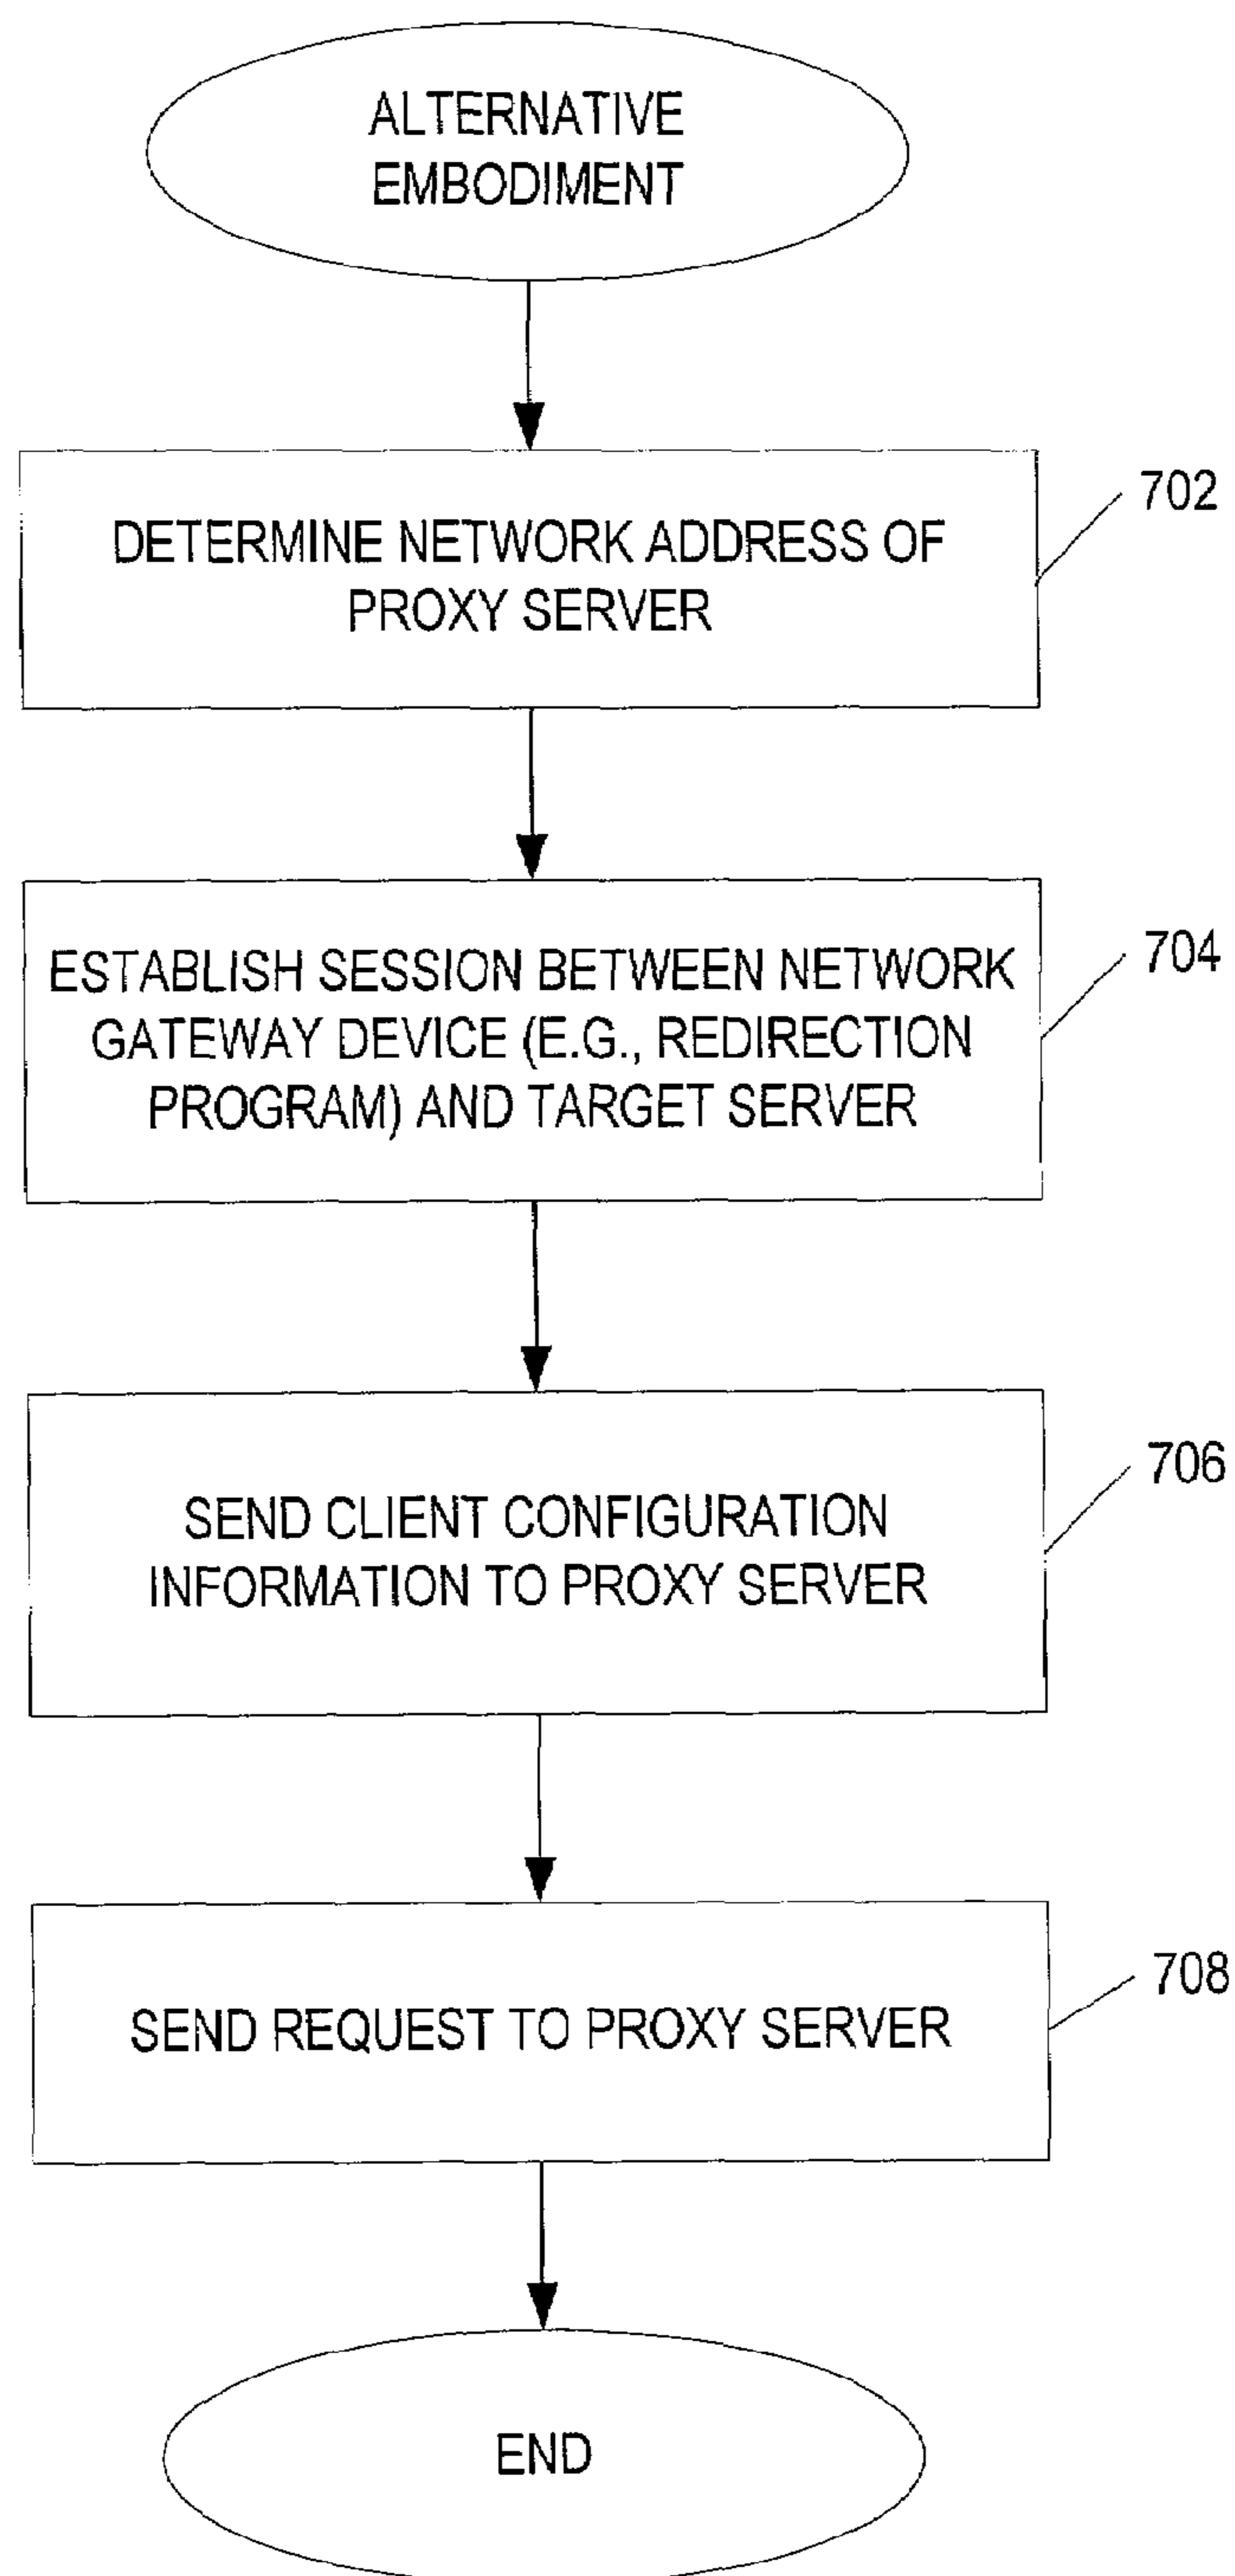 ALTERNATIVE
EMBODIMENT
702
DETERMINE NETWORK ADDRESS OF
PROXY SERVER
704
ESTABLISH SESSION BETWEEN NETWORK
GATEWAY DEVICE (E.G., REDIRECTION
PROGRAM) AND TARGET SERVER
706
SEND CLIENT CONFIGURATION
INFORMATION TO PROXY SERVER
708
SEND REQUEST TO PROXY SERVER
END